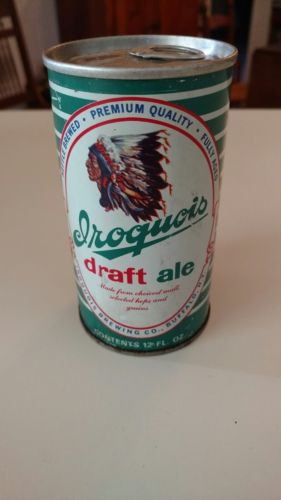 BREWED • PREMIUM QUALITY • FULLY
Iroquois
draft ale
Made from choicest malt,
selected hops and
grains
IROQUOIS BREWING CO., BUFFALO, N.Y.
CONTENTS 12 FL. OZ.